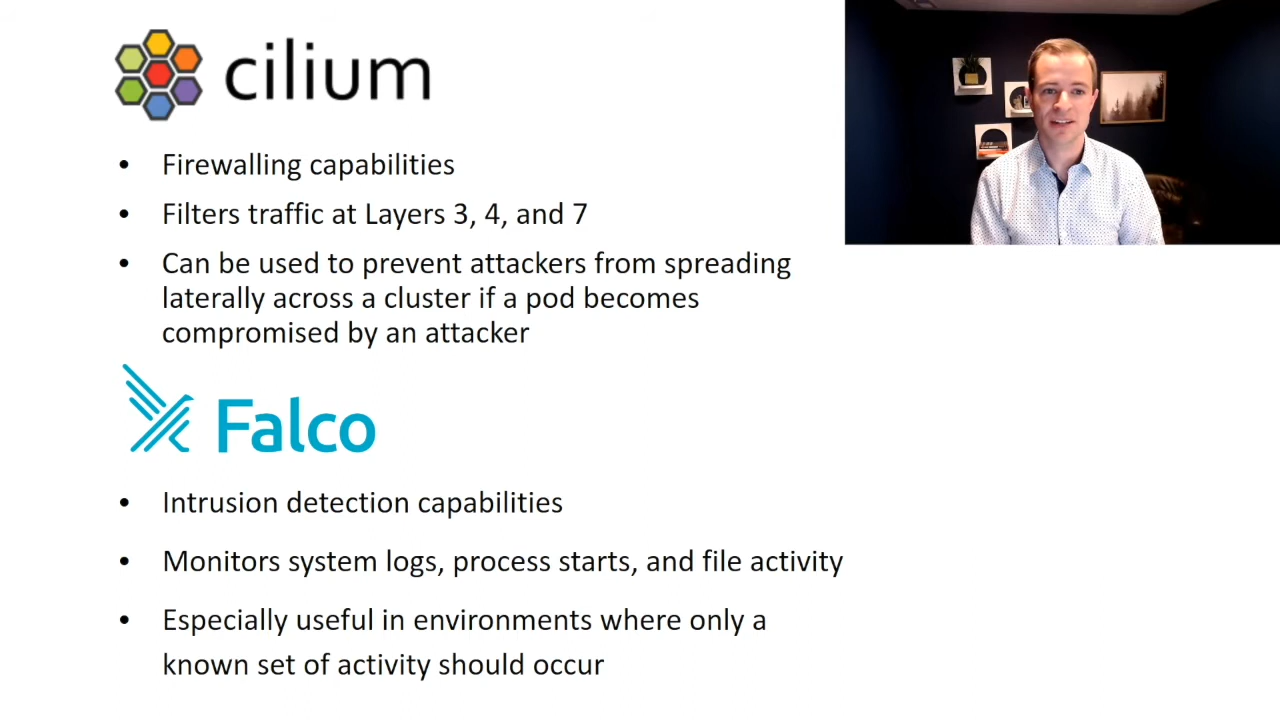 cilium
• Firewalling capabilities
• Filters traffic at Layers 3, 4, and 7
• Can be used to prevent attackers from spreading
laterally across a cluster if a pod becomes
compromised by an attacker
Falco
• Intrusion detection capabilities
• Monitors system logs, process starts, and file activity
• Especially useful in environments where only a
known set of activity should occur